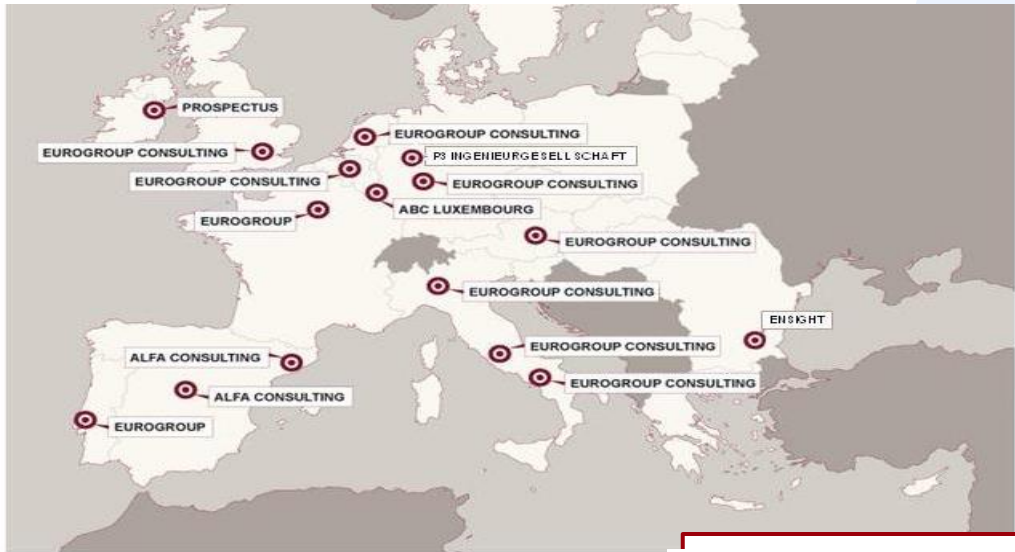 PROSPECTUS
EUROGROUP CONSULTING
EUROGROUP CONSULTING
P3 INGENIEURGESELLSCHAFT
EUROGROUP CONSULTING
EUROGROUP CONSULTING
ABC LUXEMBOURG
EUROGROUP
EUROGROUP CONSULTING
EUROGROUP CONSULTING
ENSIGHT
EUROGROUP CONSULTING
ALFA CONSULTING
EUROGROUP CONSULTING
ALFA CONSULTING
EUROGROUP